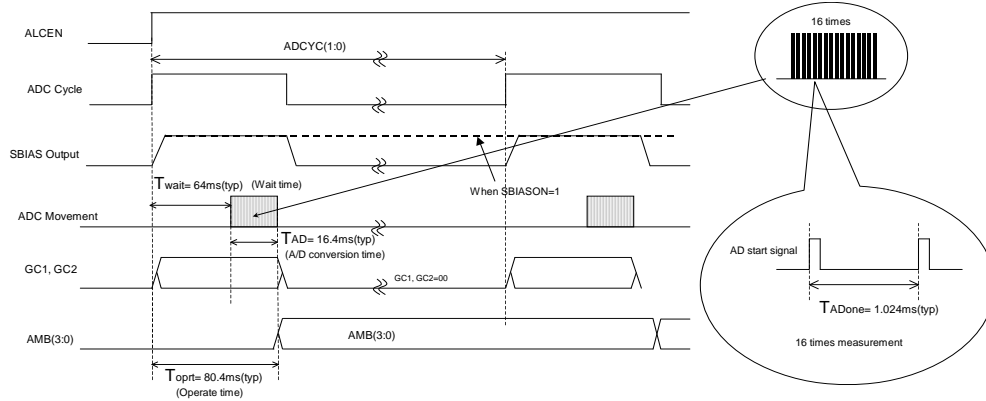 ALCEN
ADCYC(1:0)
16 times
ADC Cycle
SBIAS Output
When SBIASON=1
Twait= 64ms(typ) (Wait time)
ADC Movement
TAD= 16.4ms(typ)
(A/D conversion time)
AD start signal
GC1, GC2
GC1, GC2=00
TADone= 1.024ms(typ)
AMB(3:0)
AMB(3:0)
16 times measurement
Toprt= 80.4ms(typ)
(Operate time)